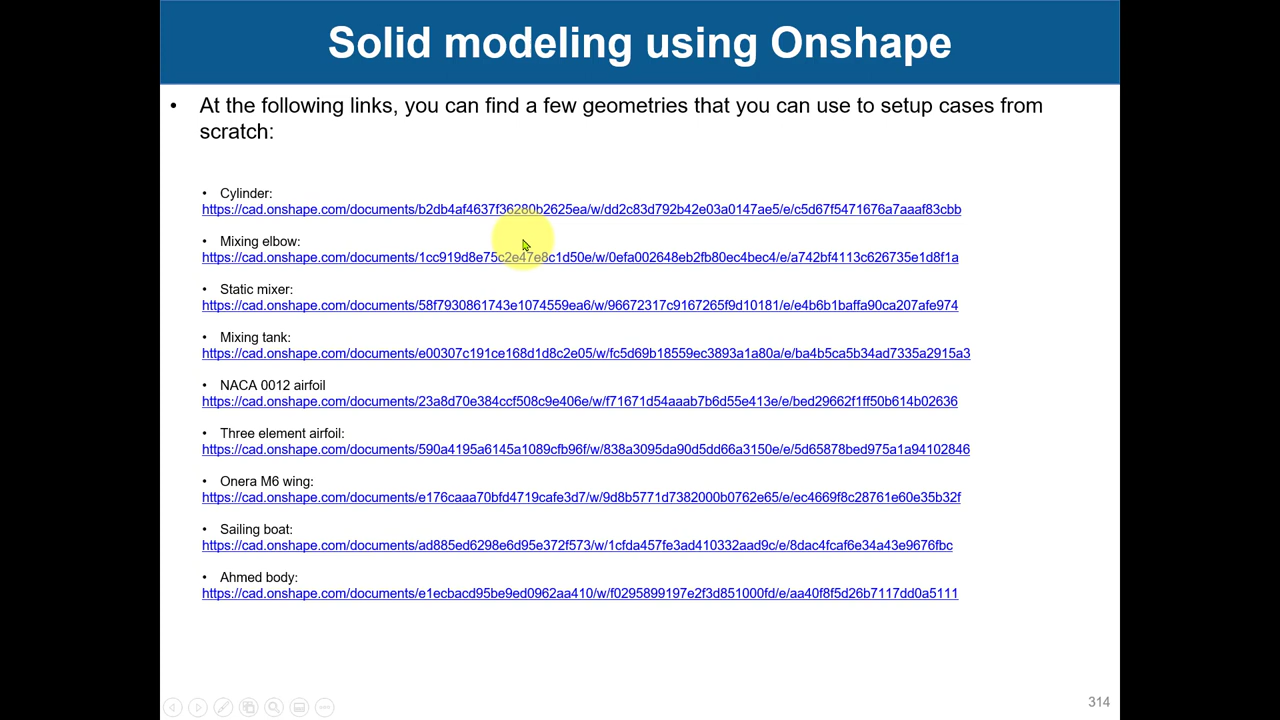 Solid modeling using Onshape
• At the following links, you can find a few geometries that you can use to setup cases from
scratch:
• Cylinder:
https://cad.onshape.com/documents/b2db4af4637f36280b2625ea/w/dd2c83d792b42e03a0147ae5/e/c5d67f5471676a7aaaf83cbb
• Mixing elbow:
https://cad.onshape.com/documents/1cc919d8e75c2e47e8c1d50e/w/0efa002648eb2fb80ec4bec4/e/a742bf4113c626735e1d8f1a
• Static mixer:
https://cad.onshape.com/documents/58f7930861743e1074559ea6/w/96672317c9167265f9d10181/e/e4b6b1baffa90ca207afe974
• Mixing tank:
https://cad.onshape.com/documents/e00307c191ce168d1d8c2e05/w/fc5d69b18559ec3893a1a80a/e/ba4b5ca5b34ad7335a2915a3
• NACA 0012 airfoil
https://cad.onshape.com/documents/23a8d70e384ccf508c9e406e/w/f71671d54aaab7b6d55e413e/e/bed29662f1ff50b614b02636
• Three element airfoil:
https://cad.onshape.com/documents/590a4195a6145a1089cfb96f/w/838a3095da90d5dd66a3150e/e/5d65878bed975a1a94102846
• Onera M6 wing:
https://cad.onshape.com/documents/e176caaa70bfd4719cafe3d7/w/9d8b5771d7382000b0762e65/e/ec4669f8c28761e60e35b32f
• Sailing boat:
https://cad.onshape.com/documents/ad885ed6298e6d95e372f573/w/1cfda457fe3ad410332aad9c/e/8dac4fcaf6e34a43e9676fbc
• Ahmed body:
https://cad.onshape.com/documents/e1ecbacd95be9ed0962aa410/w/f0295899197e2f3d851000fd/e/aa40f8f5d26b7117dd0a5111
314